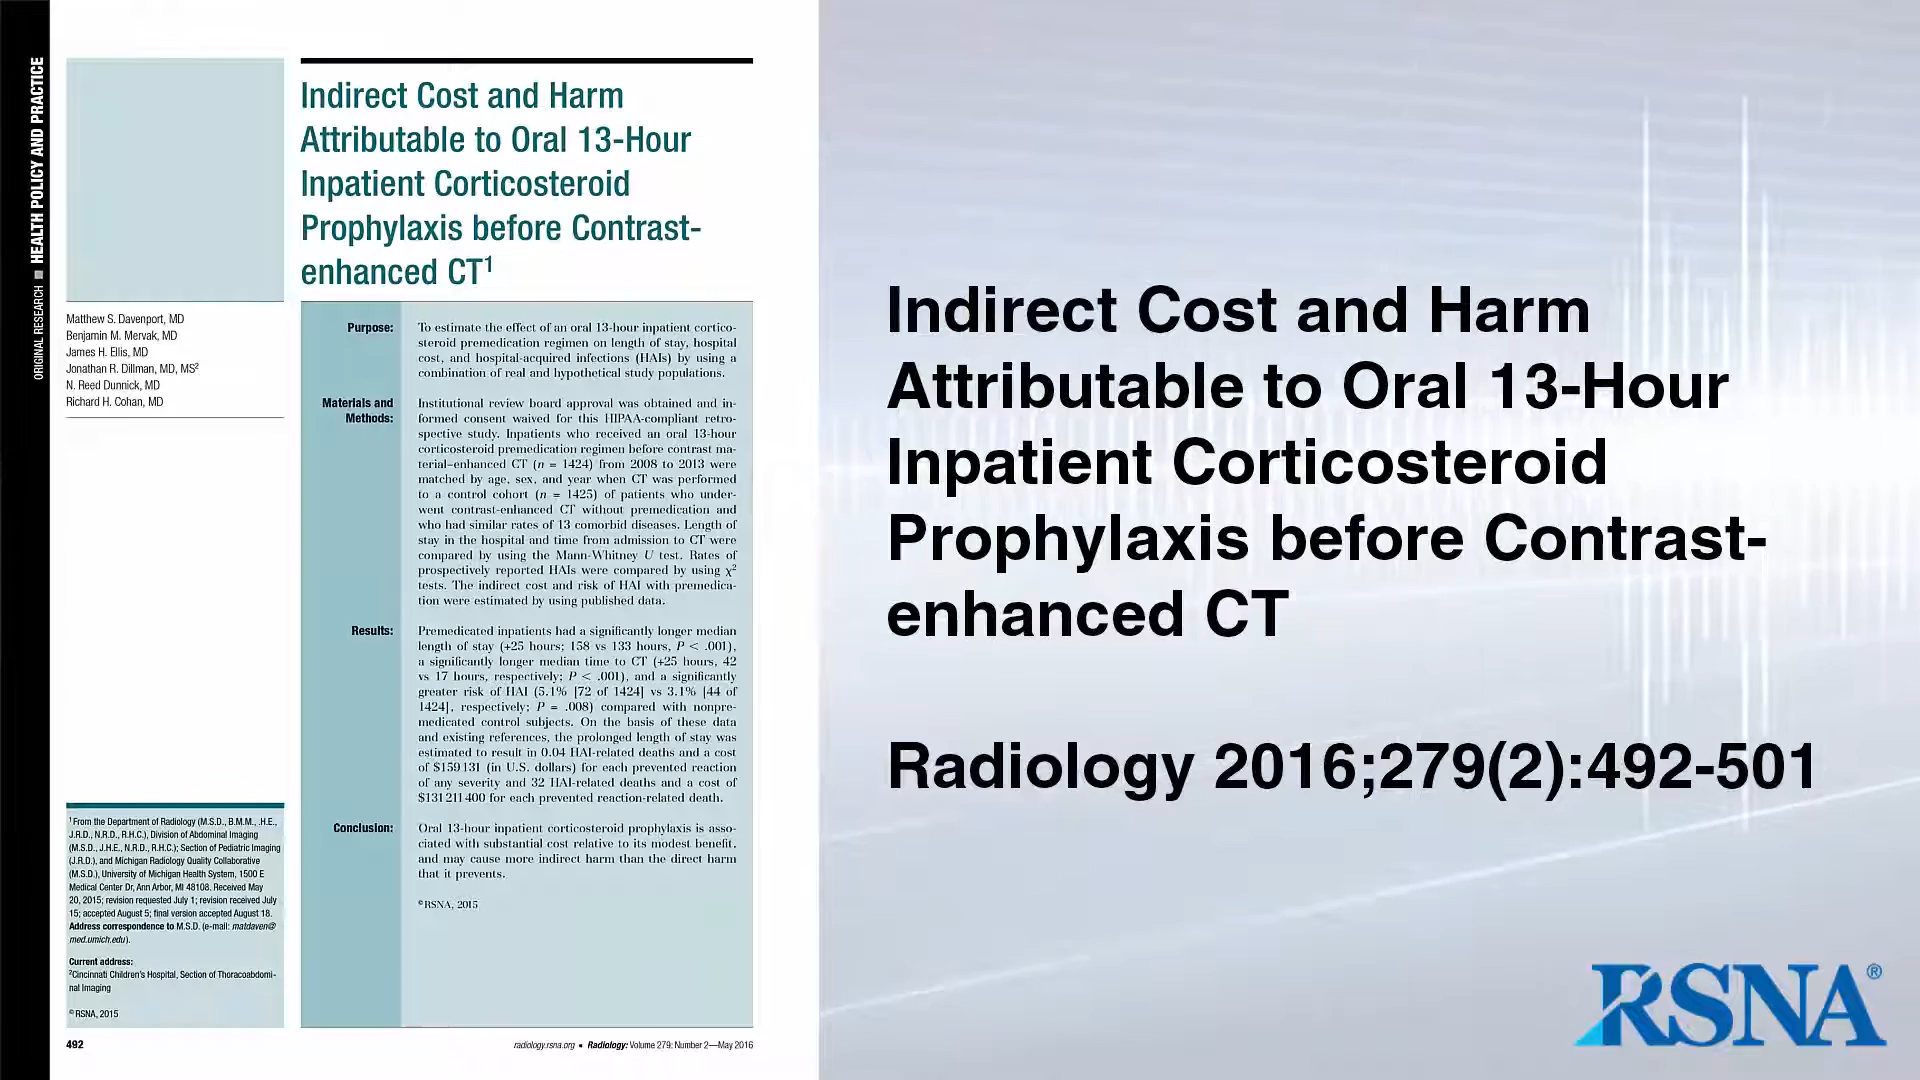 ORIGINAL RESEARCH ■ HEALTH POLICY AND PRACTICE
Indirect Cost and Harm
Attributable to Oral 13-Hour
Inpatient Corticosteroid
Prophylaxis before Contrast-
enhanced CT¹
Matthew S. Davenport, MD
Benjamin M. Mervak, MD
James H. Ellis, MD
Jonathan R. Dillman, MD, MS²
N. Reed Dunnick, MD
Richard H. Cohan, MD
Purpose: To estimate the effect of an oral 13-hour inpatient cortico-
steroid premedication regimen on length of stay, hospital
cost, and hospital-acquired infections (HAIs) by using a
combination of real and hypothetical study populations.
Materials and Institutional review board approval was obtained and in-
Methods: formed consent waived for this HIPAA-compliant retro-
spective study. Inpatients who received an oral 13-hour
corticosteroid premedication regimen before contrast ma-
terial–enhanced CT (n = 1424) from 2008 to 2013 were
matched by age, sex, and year when CT was performed
to a control cohort (n = 1425) of patients who under-
went contrast-enhanced CT without premedication and
who had similar rates of 13 comorbid diseases. Length of
stay in the hospital and time from admission to CT were
compared by using the Mann-Whitney U test. Rates of
prospectively reported HAIs were compared by using χ²
tests. The indirect cost and risk of HAI with premedica-
tion were estimated by using published data.
Results: Premedicated inpatients had a significantly longer median
length of stay (+25 hours; 158 vs 133 hours, P < .001),
a significantly longer median time to CT (+25 hours, 42
vs 17 hours, respectively; P < .001), and a significantly
greater risk of HAI (5.1% [72 of 1424] vs 3.1% [44 of
1424], respectively; P = .008) compared with nonpre-
medicated control subjects. On the basis of these data
and existing references, the prolonged length of stay was
estimated to result in 0.04 HAI-related deaths and a cost
of $159 131 (in U.S. dollars) for each prevented reaction
of any severity and 32 HAI-related deaths and a cost of
$131 211 400 for each prevented reaction-related death.
Conclusion: Oral 13-hour inpatient corticosteroid prophylaxis is asso-
ciated with substantial cost relative to its modest benefit,
and may cause more indirect harm than the direct harm
that it prevents.
© RSNA, 2015
¹ From the Department of Radiology (M.S.D., B.M.M., .H.E.,
J.R.D., N.R.D., R.H.C.), Division of Abdominal Imaging
(M.S.D., J.H.E., N.R.D., R.H.C.); Section of Pediatric Imaging
(J.R.D.), and Michigan Radiology Quality Collaborative
(M.S.D.), University of Michigan Health System, 1500 E
Medical Center Dr, Ann Arbor, MI 48108. Received May
20, 2015; revision requested July 1; revision received July
15; accepted August 5; final version accepted August 18.
Address correspondence to M.S.D. (e-mail: matdaven@
med.umich.edu).
Current address:
²Cincinnati Children's Hospital, Section of Thoracoabdomi-
nal Imaging
© RSNA, 2015
492
radiology.rsna.org ■ Radiology: Volume 279: Number 2—May 2016
Indirect Cost and Harm
Attributable to Oral 13-Hour
Inpatient Corticosteroid
Prophylaxis before Contrast-
enhanced CT
Radiology 2016;279(2):492-501
RSNA®